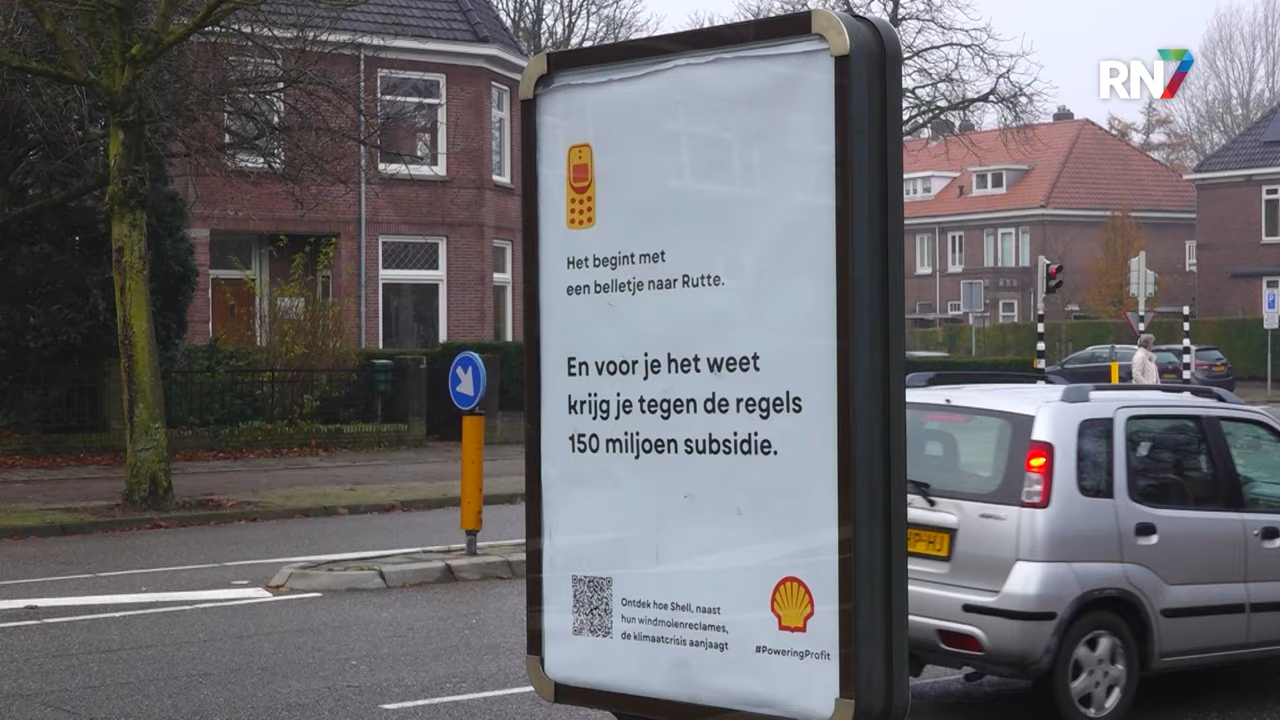 RN7
Het begint met
een belletje naar Rutte.
En voor je het weet
krijg je tegen de regels
150 miljoen subsidie.
Ontdek hoe Shell, naast
hun windmolenreclames,
de klimaatcrisis aanjaagt
#PoweringProfit
P-HJ